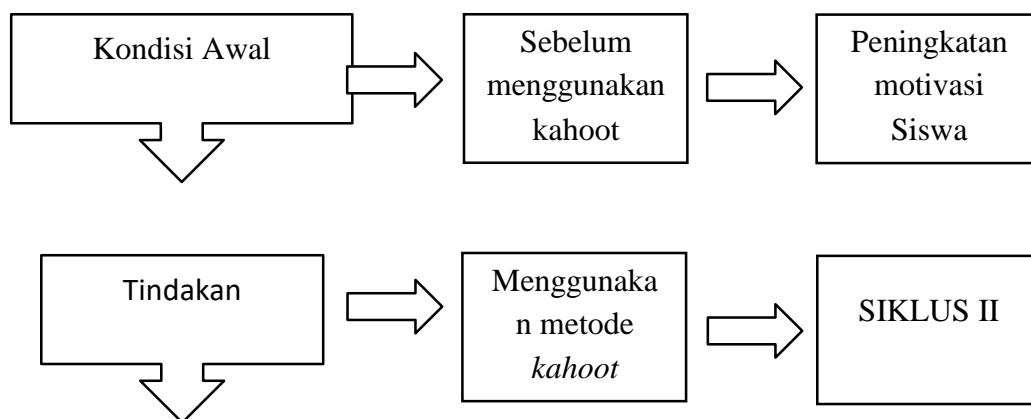 Kondisi Awal
Sebelum
menggunakan
kahoot
Peningkatan
motivasi
Siswa
Tindakan
Menggunaka
n metode
kahoot
SIKLUS II